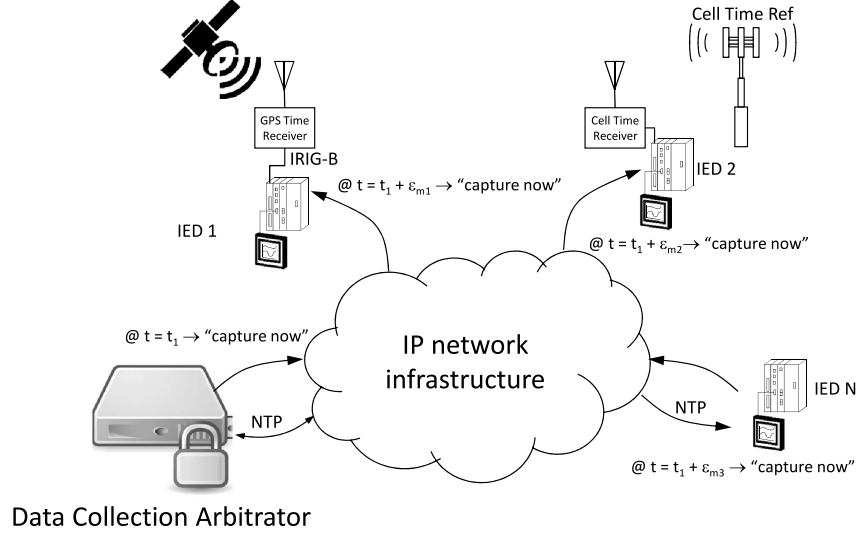 Cell Time Ref
GPS Time
Receiver
Cell Time
Receiver
IRIG-B
IED 2
@ t = t₁ + εₘ₁ → “capture now”
IED 1
@ t = t₁ + εₘ₂→ “capture now”
@ t = t₁ → “capture now”
IP network
infrastructure
IED N
NTP
NTP
@ t = t₁ + εₘ₃ → “capture now”
Data Collection Arbitrator